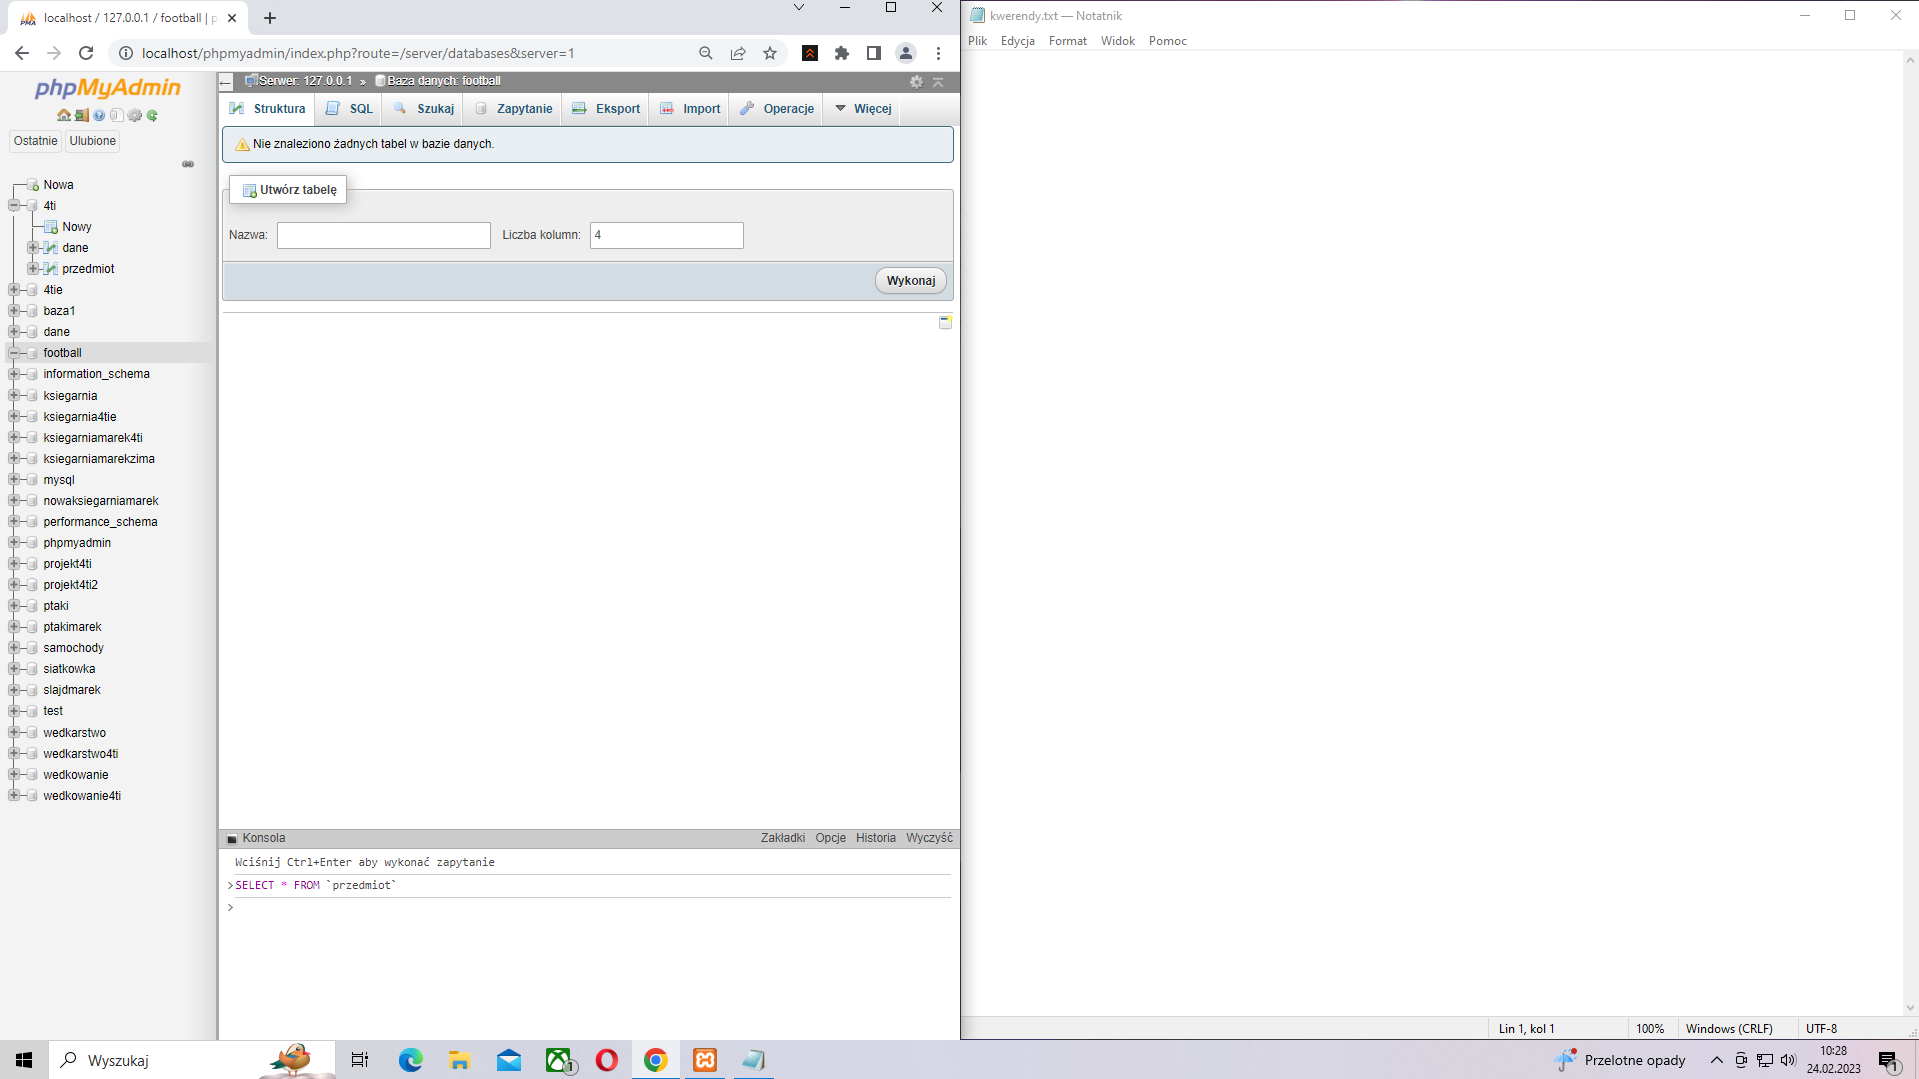 localhost / 127.0.0.1 / football | p
localhost/phpmyadmin/index.php?route=/server/databases&server=1
phpMyAdmin
Ostatnie
Ulubione
Nowa
4ti
Nowy
dane
przedmiot
4tie
baza1
dane
football
information_schema
ksiegarnia
ksiegarnia4tie
ksiegarniamarek4ti
ksiegarniamarekzima
mysql
nowaksiegarniamarek
performance_schema
phpmyadmin
projekt4ti
projekt4ti2
ptaki
ptakimarek
samochody
siatkowka
slajdmarek
test
wedkarstwo
wedkarstwo4ti
wedkowanie
wedkowanie4ti
Serwer: 127.0.0.1 » Baza danych: football
Struktura
SQL
Szukaj
Zapytanie
Eksport
Import
Operacje
Więcej
Nie znaleziono żadnych tabel w bazie danych.
Utwórz tabelę
Nazwa:
Liczba kolumn: 4
Wykonaj
Konsola
Zakładki
Opcje
Historia
Wyczyść
Wciśnij Ctrl+Enter aby wykonać zapytanie
>SELECT * FROM `przedmiot`
>
kwerendy.txt — Notatnik
Plik
Edycja
Format
Widok
Pomoc
Lin 1, kol 1
100%
Windows (CRLF)
UTF-8
Wyszukaj
1
Przelotne opady
10:28
24.02.2023
1